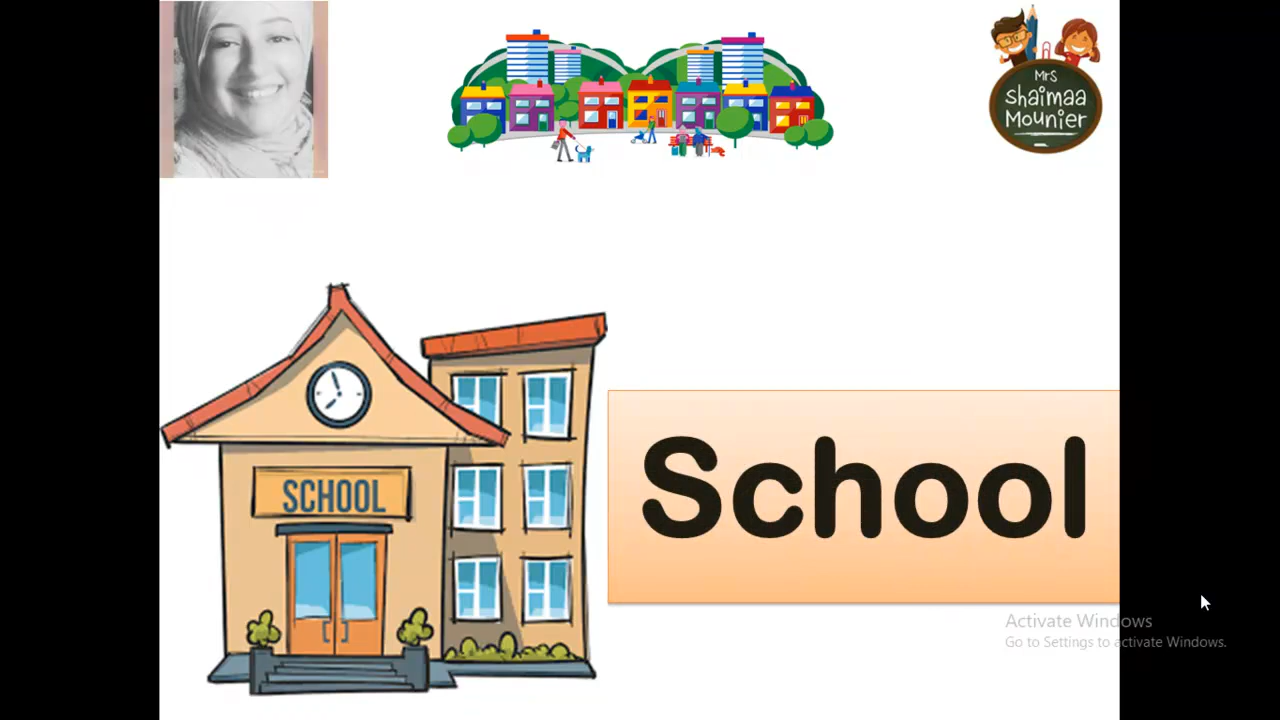 Mrs
Shaimaa
Mounier
SCHOOL
School
Activate Windows
Go to Settings to activate Windows.